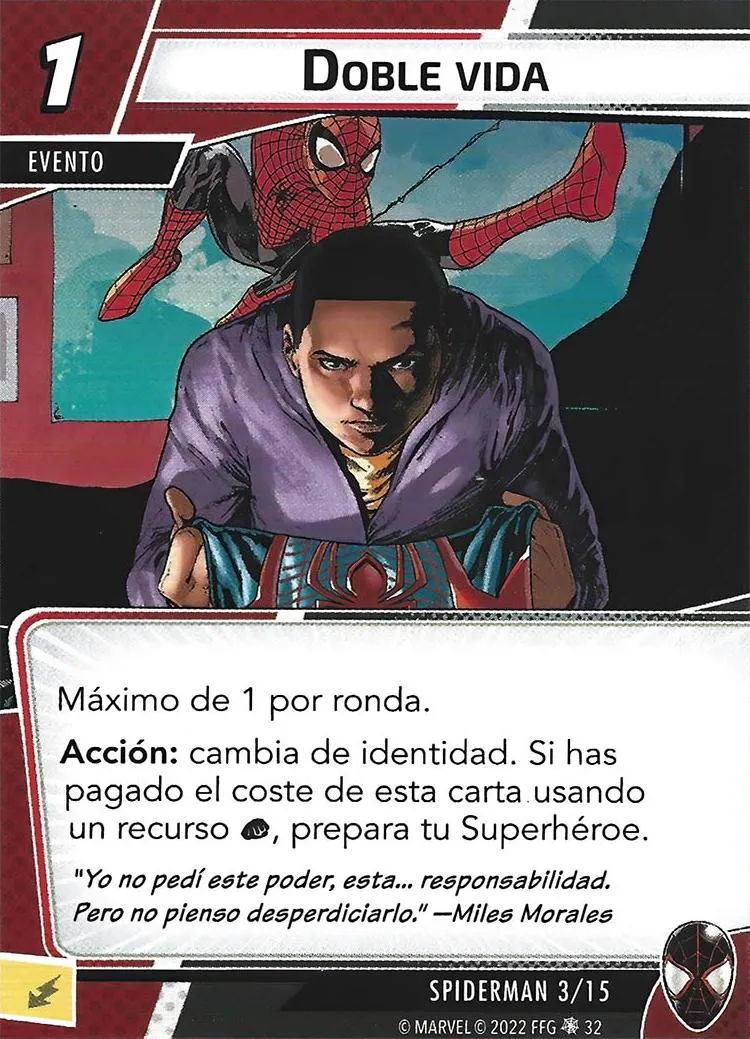 1
DOBLE VIDA
EVENTO
Máximo de 1 por ronda.
Acción: cambia de identidad. Si has
pagado el coste de esta carta usando
un recurso , prepara tu Superhéroe.
"Yo no pedí este poder, esta... responsabilidad.
Pero no pienso desperdiciarlo." —Miles Morales
SPIDERMAN 3/15
© MARVEL © 2022 FFG 32